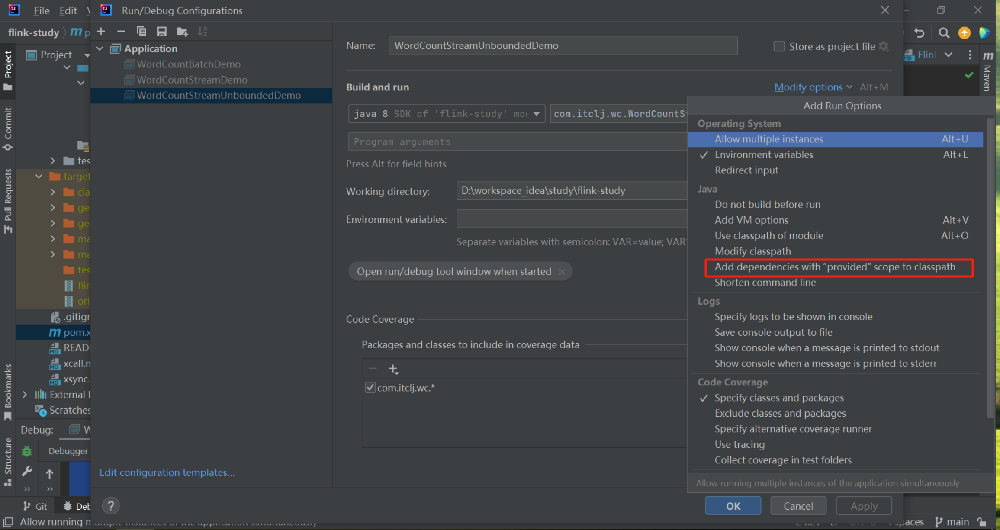 File Edit
Run/Debug Configurations
flink-study
Project
Application
WordCountBatchDemo
WordCountStreamDemo
WordCountStreamUnboundedDemo
Name:
WordCountStreamUnboundedDemo
Store as project file
Build and run
Modify options
Alt+M
java 8 SDK of 'flink-study' mo
com.itclj.wc.WordCountSt
Program arguments
Press Alt for field hints
Working directory:
D:\workspace_idea\study\flink-study
Environment variables:
Separate variables with semicolon: VAR=value; VAR
Open run/debug tool window when started
Code Coverage
Packages and classes to include in coverage data
com.itclj.wc.*
Add Run Options
Operating System
Allow multiple instances Alt+U
Environment variables Alt+E
Redirect input
Java
Do not build before run
Add VM options Alt+V
Use classpath of module Alt+O
Modify classpath
Add dependencies with “provided” scope to classpath
Shorten command line
Logs
Specify logs to be shown in console
Save console output to file
Show console when a message is printed to stdout
Show console when a message is printed to stderr
Code Coverage
Specify classes and packages
Exclude classes and packages
Specify alternative coverage runner
Use tracing
Collect coverage in test folders
Allow running multiple instances of the application simultaneously
Edit configuration templates...
OK
Cancel
Apply
Project
Commit
Pull Requests
Bookmarks
Structure
Maven
Flin
tes
target
cla
ge
ge
ma
ma
tes
flin
ori
.gitigr
pom.x
READ
xcall.m
xsync.
External L
Scratches
Debug: W
Debugger
Git
Deb
Allow running multiple instances of the application simultaneously
spaces
main